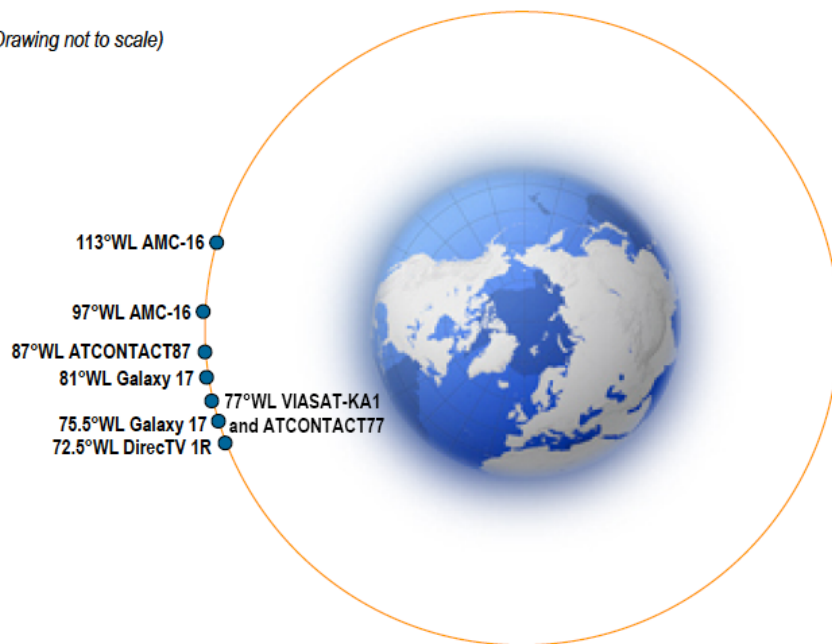 Drawing not to scale)
113°WL AMC-16
97°WL AMC-16
87°WL ATCONTACT87
81°WL Galaxy 17
77°WL VIASAT-KA1
and ATCONTACT77
75.5°WL Galaxy 17
72.5°WL DirecTV 1R